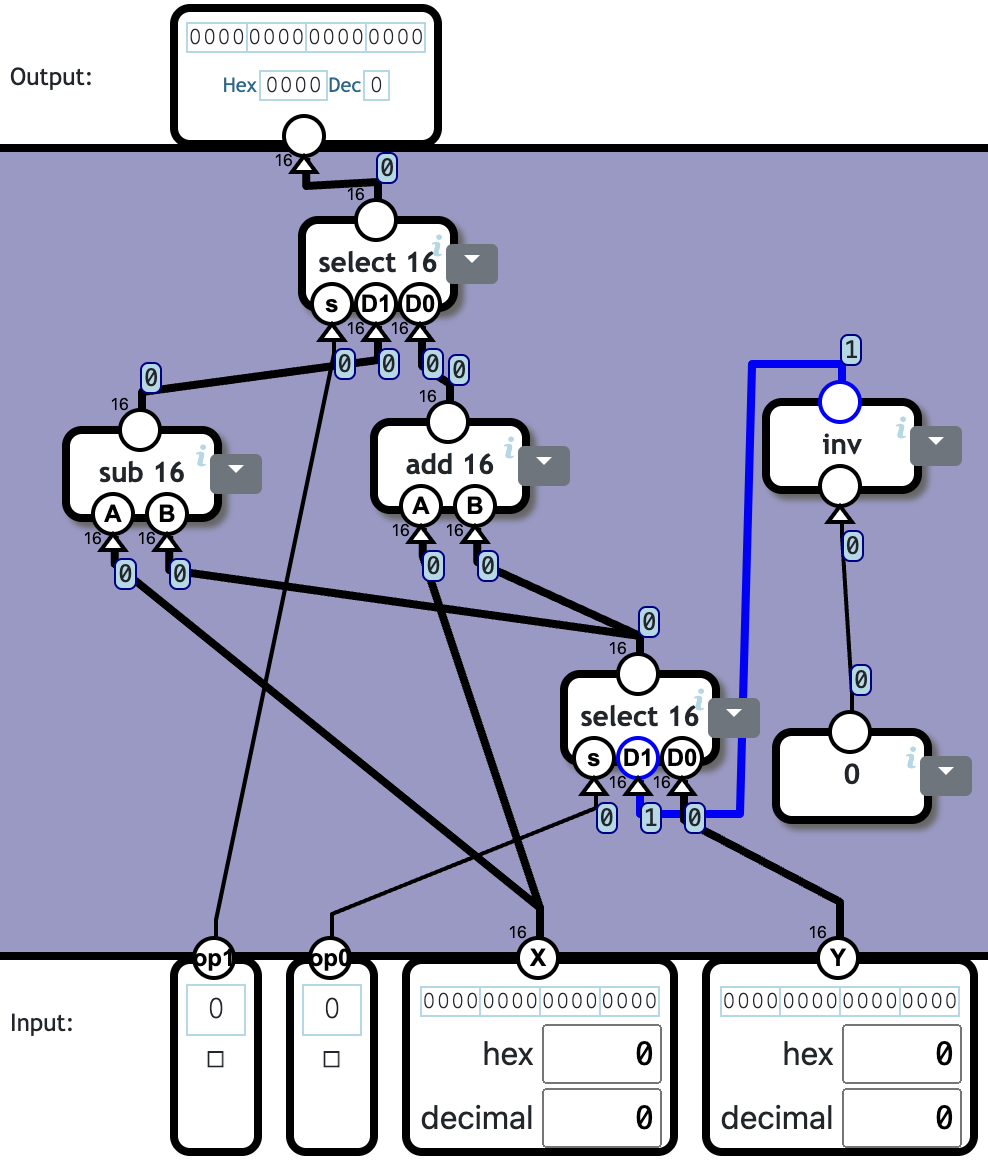 0000 0000 0000 0000
Output:
Hex 0000 Dec 0
16
0
16
select 16 i
s D1 D0
16 16
0 0 0 0
0
1
16
16
sub 16 i
add 16 i
inv i
A B
A B
16 16
16 16
0 0
0 0
0
0
16
0
select 16 i
0 i
s D1 D0
16 16
0 1 0
16
16
op1 op0 X Y
0 0 0000 0000 0000 0000 0000 0000 0000 0000
Input:
hex 0
hex 0
decimal 0
decimal 0